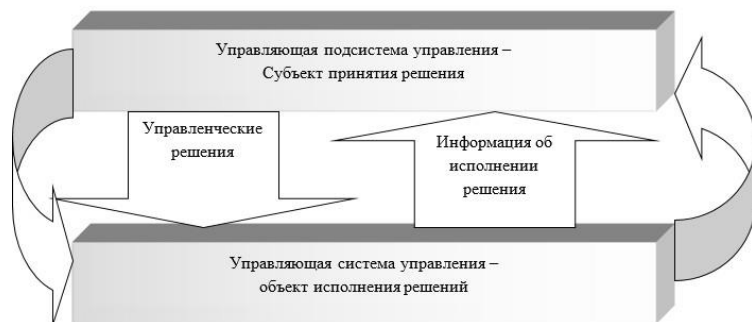 Управляющая подсистема управления –
Субъект принятия решения
Управленческие
решения
Информация об
исполнении
решения
Управляющая система управления –
объект исполнения решений